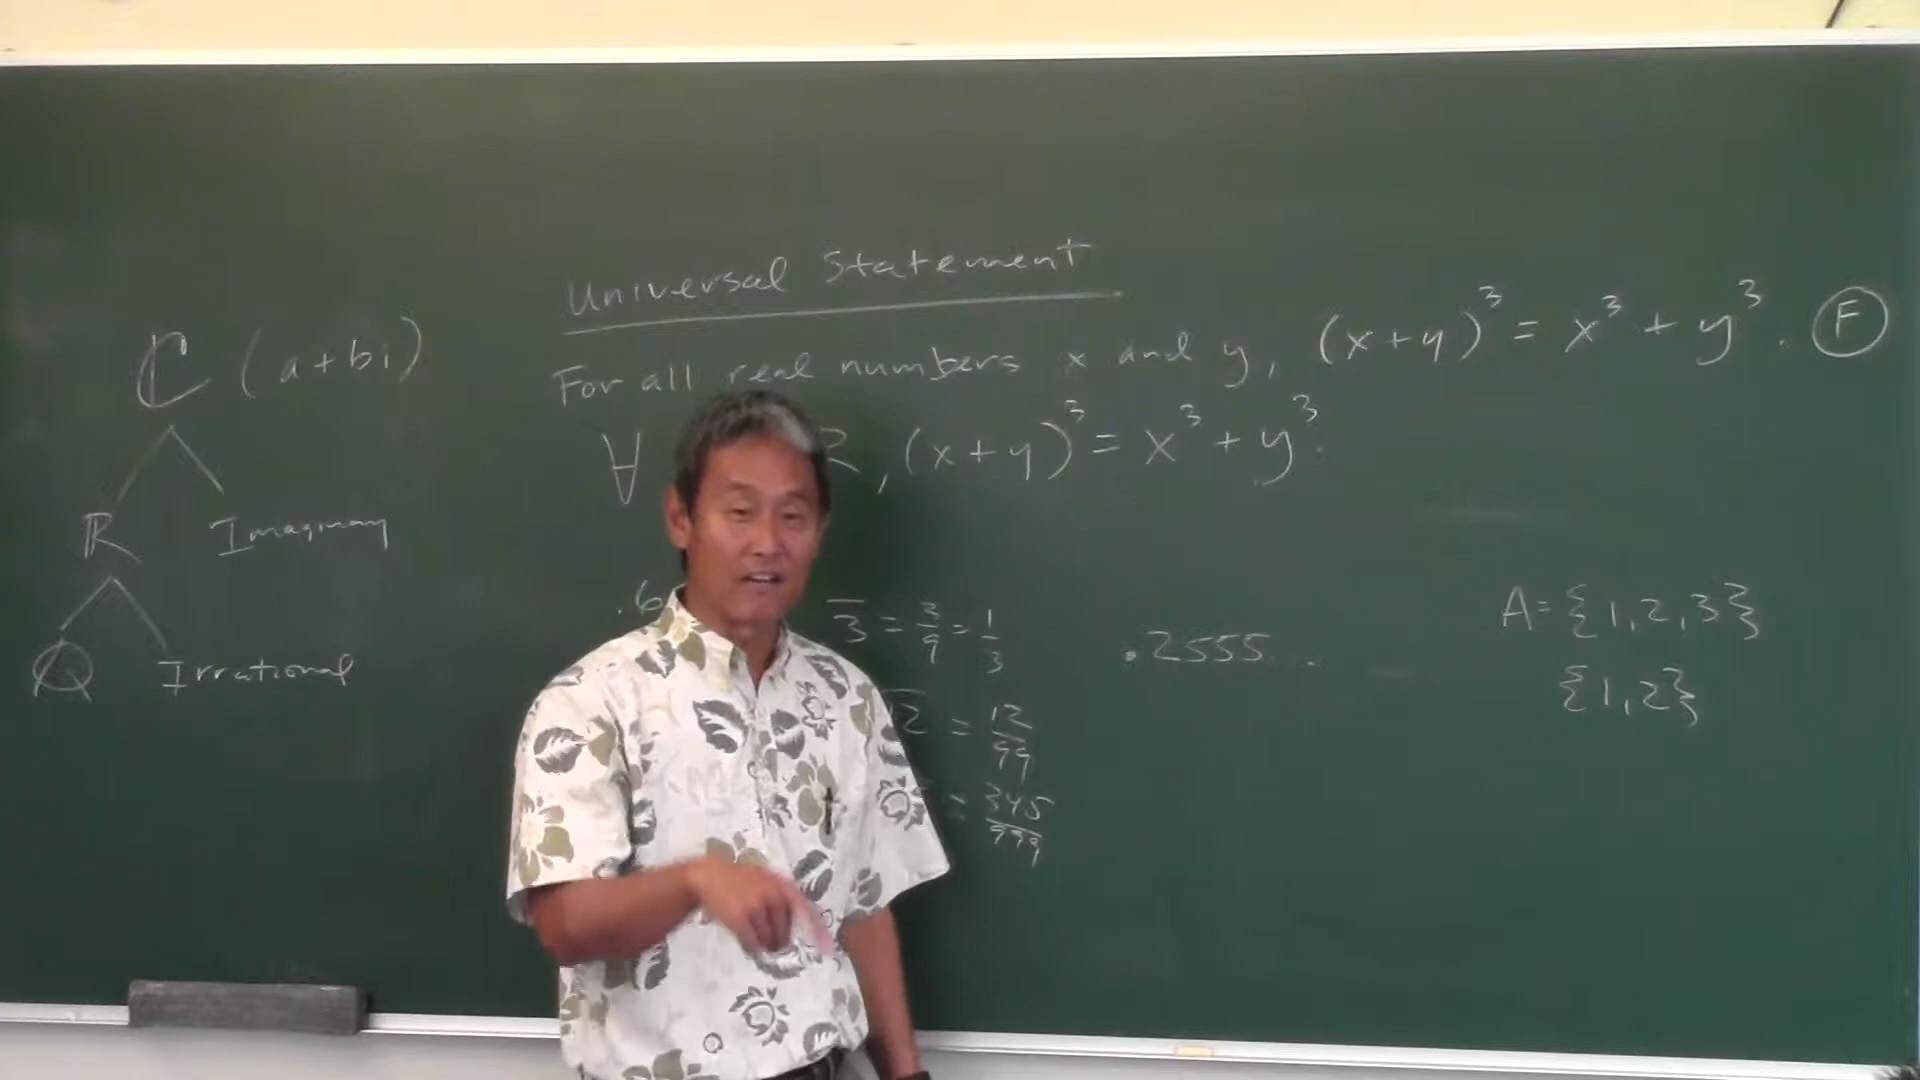 Universal Statement
For all real numbers x and y, (x+y)³ = x³ + y³. Ⓕ
∀ R, (x+y)³ = x³ + y³.
ℂ (a+bi)
ℝ Imaginary
ℚ Irrational
.6
3̅ = 3/9 = 1/3
2̅ = 12/99
= 345/999
.2555...
A = {1,2,3}
{1,2}